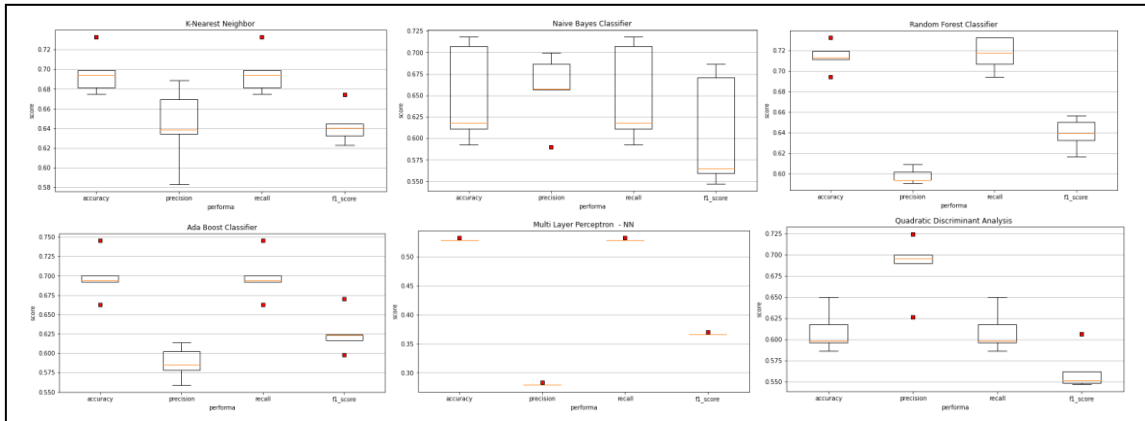 K-Nearest Neighbor
0.72
0.70
0.68
0.66
0.64
0.62
0.60
0.58
score
accuracy precision recall f1_score
performa
Naive Bayes Classifier
0.725
0.700
0.675
0.650
0.625
0.600
0.575
0.550
score
accuracy precision recall f1_score
performa
Random Forest Classifier
0.72
0.70
0.68
0.66
0.64
0.62
0.60
score
accuracy precision recall f1_score
performa
Ada Boost Classifier
0.750
0.725
0.700
0.675
0.650
0.625
0.600
0.575
0.550
score
accuracy precision recall f1_score
performa
Multi Layer Perceptron - NN
0.50
0.45
0.40
0.35
0.30
score
accuracy precision recall f1_score
performa
Quadratic Discriminant Analysis
0.725
0.700
0.675
0.650
0.625
0.600
0.575
0.550
score
accuracy precision recall f1_score
performa